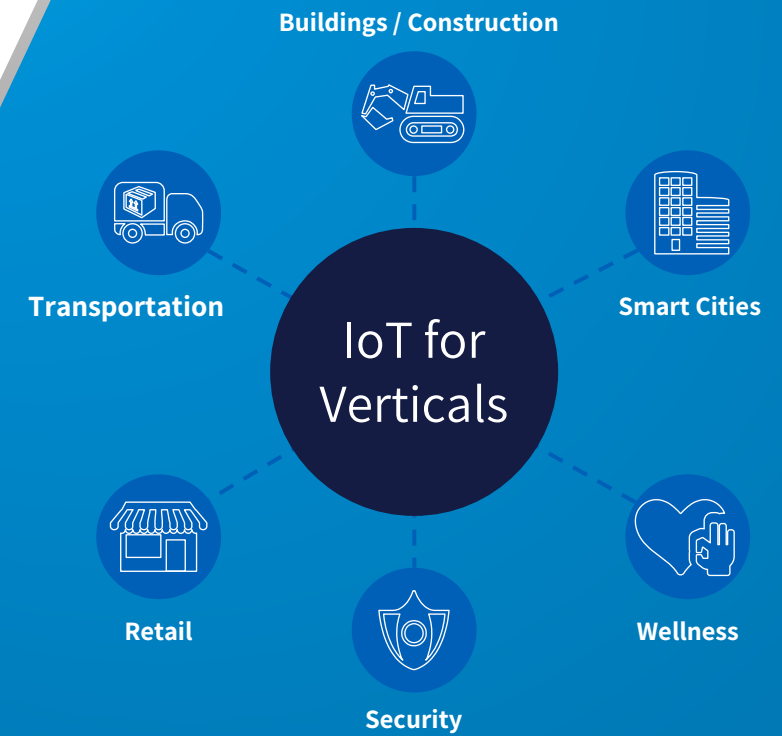 Buildings / Construction
Transportation
Smart Cities
IoT for
Verticals
Retail
Wellness
Security